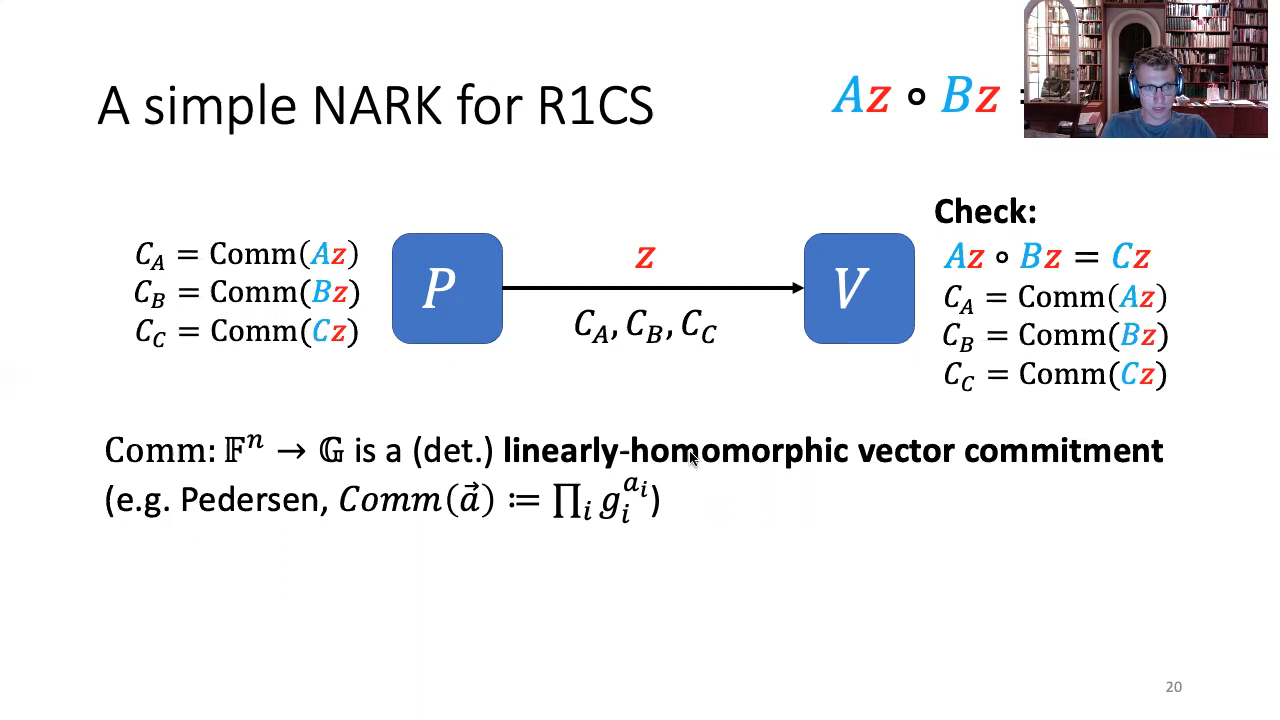 A simple NARK for R1CS
Az ∘ Bz =
Check:
C_A = Comm(Az)
C_B = Comm(Bz)
C_C = Comm(Cz)
P
z
C_A, C_B, C_C
V
Az ∘ Bz = Cz
C_A = Comm(Az)
C_B = Comm(Bz)
C_C = Comm(Cz)
Comm: 𝔽ⁿ → 𝔾 is a (det.) linearly-homomorphic vector commitment
(e.g. Pedersen, Comm(a⃗) ≔ ∏_i g_i^{a_i})
20